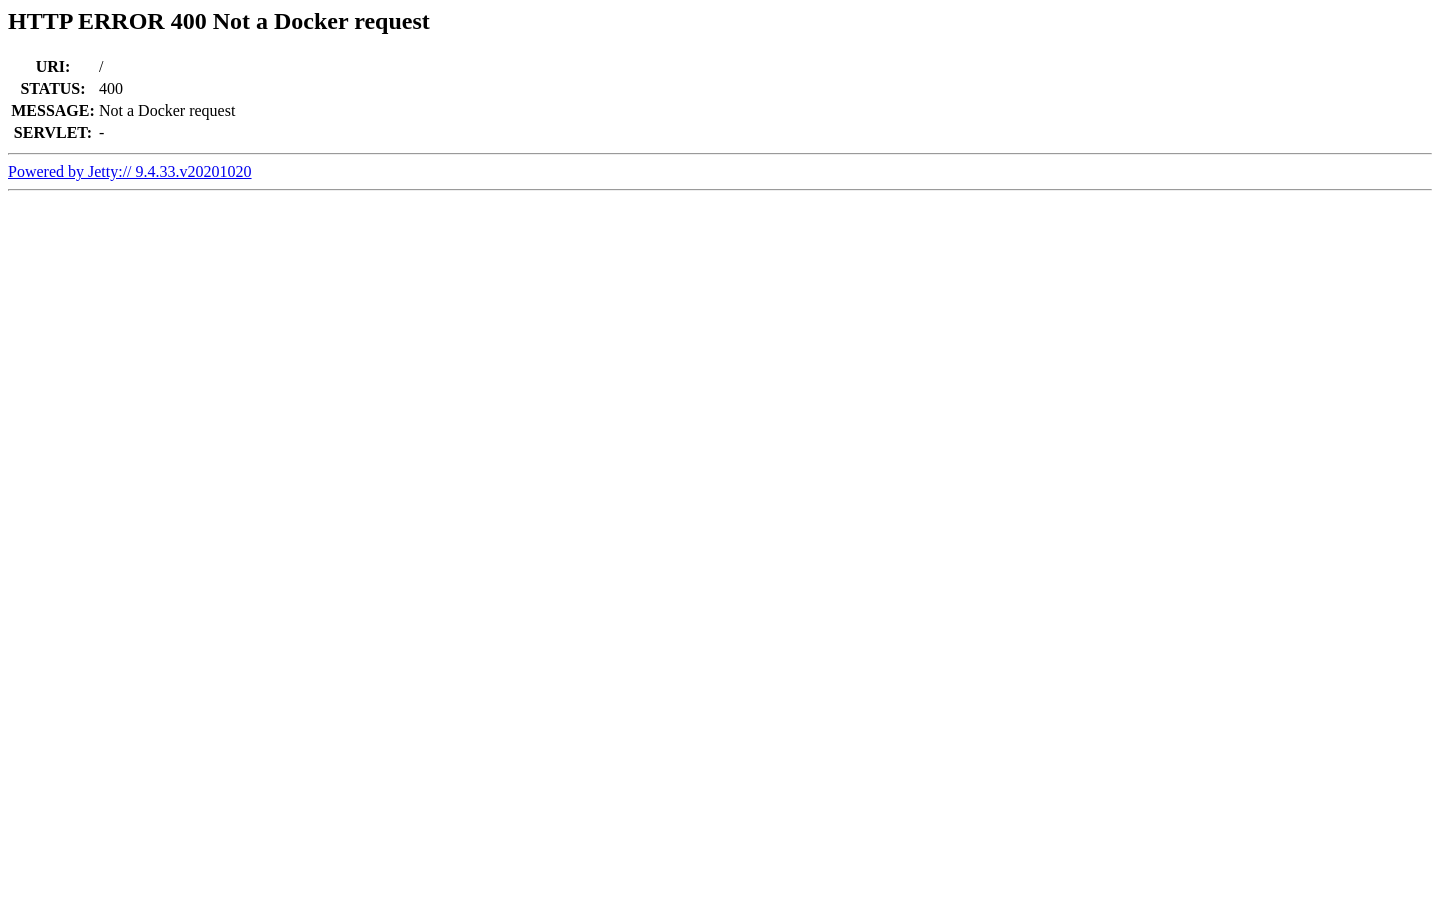 HTTP ERROR 400 Not a Docker request
URI: /
STATUS: 400
MESSAGE: Not a Docker request
SERVLET: -
Powered by Jetty:// 9.4.33.v20201020